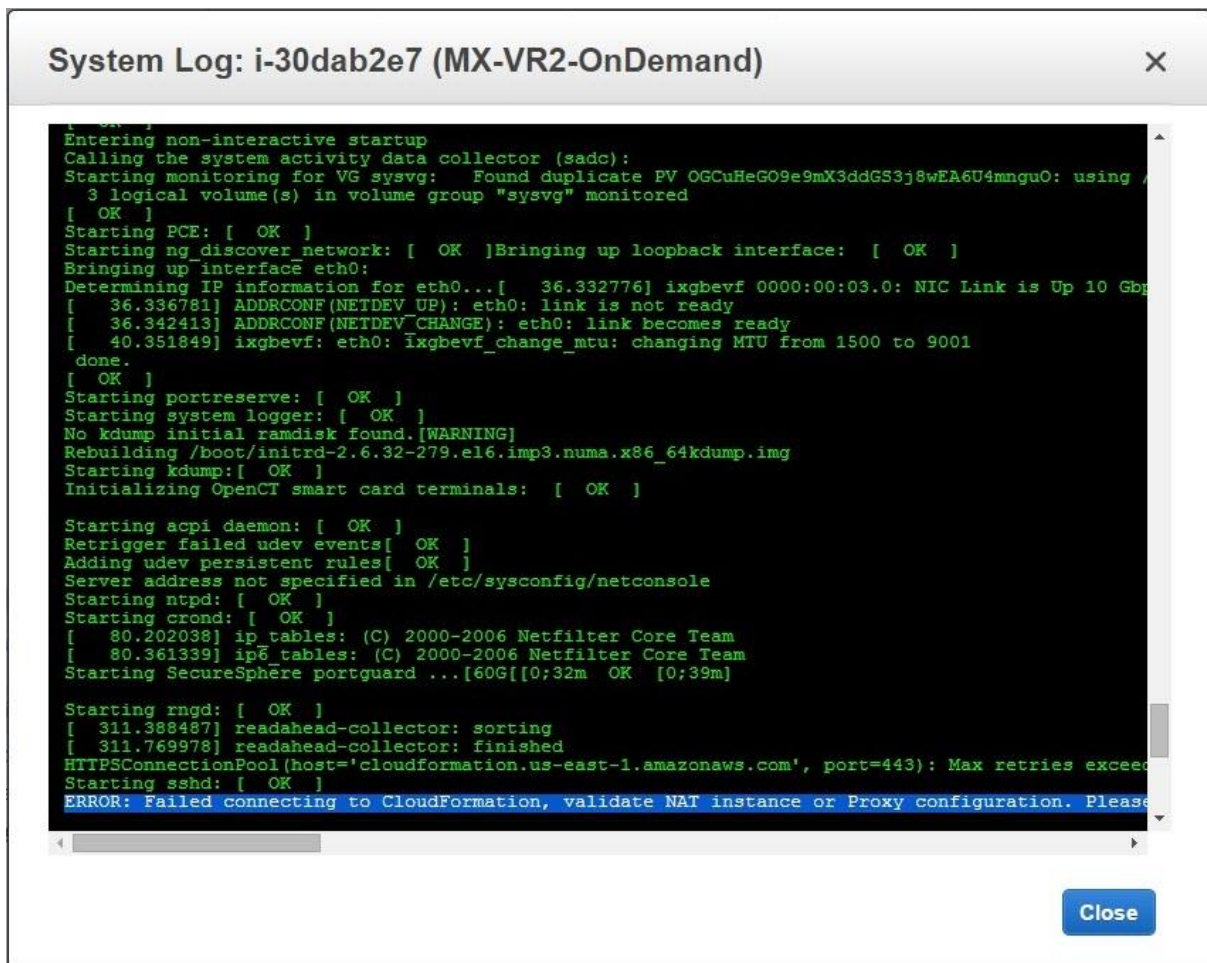 System Log: i-30dab2e7 (MX-VR2-OnDemand)
[ OK ]
Entering non-interactive startup
Calling the system activity data collector (sadc):
Starting monitoring for VG sysvg:   Found duplicate PV OGCuHeGO9e9mX3ddGS3j8wEA6U4mnguO: using /
  3 logical volume(s) in volume group "sysvg" monitored
[  OK  ]
Starting PCE: [  OK  ]
Starting ng_discover_network: [  OK  ]Bringing up loopback interface:  [  OK  ]
Bringing up interface eth0:
Determining IP information for eth0...[   36.332776] ixgbevf 0000:00:03.0: NIC Link is Up 10 Gbp
[   36.336781] ADDRCONF(NETDEV_UP): eth0: link is not ready
[   36.342413] ADDRCONF(NETDEV_CHANGE): eth0: link becomes ready
[   40.351849] ixgbevf: eth0: ixgbevf_change_mtu: changing MTU from 1500 to 9001
 done.
[  OK  ]
Starting portreserve: [  OK  ]
Starting system logger: [  OK  ]
No kdump initial ramdisk found.[WARNING]
Rebuilding /boot/initrd-2.6.32-279.el6.imp3.numa.x86_64kdump.img
Starting kdump:[  OK  ]
Initializing OpenCT smart card terminals:  [  OK  ]
Starting acpi daemon: [  OK  ]
Retrigger failed udev events[  OK  ]
Adding udev persistent rules[  OK  ]
Server address not specified in /etc/sysconfig/netconsole
Starting ntpd: [  OK  ]
Starting crond: [  OK  ]
[   80.202038] ip_tables: (C) 2000-2006 Netfilter Core Team
[   80.361339] ip6_tables: (C) 2000-2006 Netfilter Core Team
Starting SecureSphere portguard ...[60G[[0;32m  OK  [0;39m]
Starting rngd: [  OK  ]
[  311.388487] readahead-collector: sorting
[  311.769978] readahead-collector: finished
HTTPSConnectionPool(host='cloudformation.us-east-1.amazonaws.com', port=443): Max retries exceed
Starting sshd: [  OK  ]
ERROR: Failed connecting to CloudFormation, validate NAT instance or Proxy configuration. Please
Close